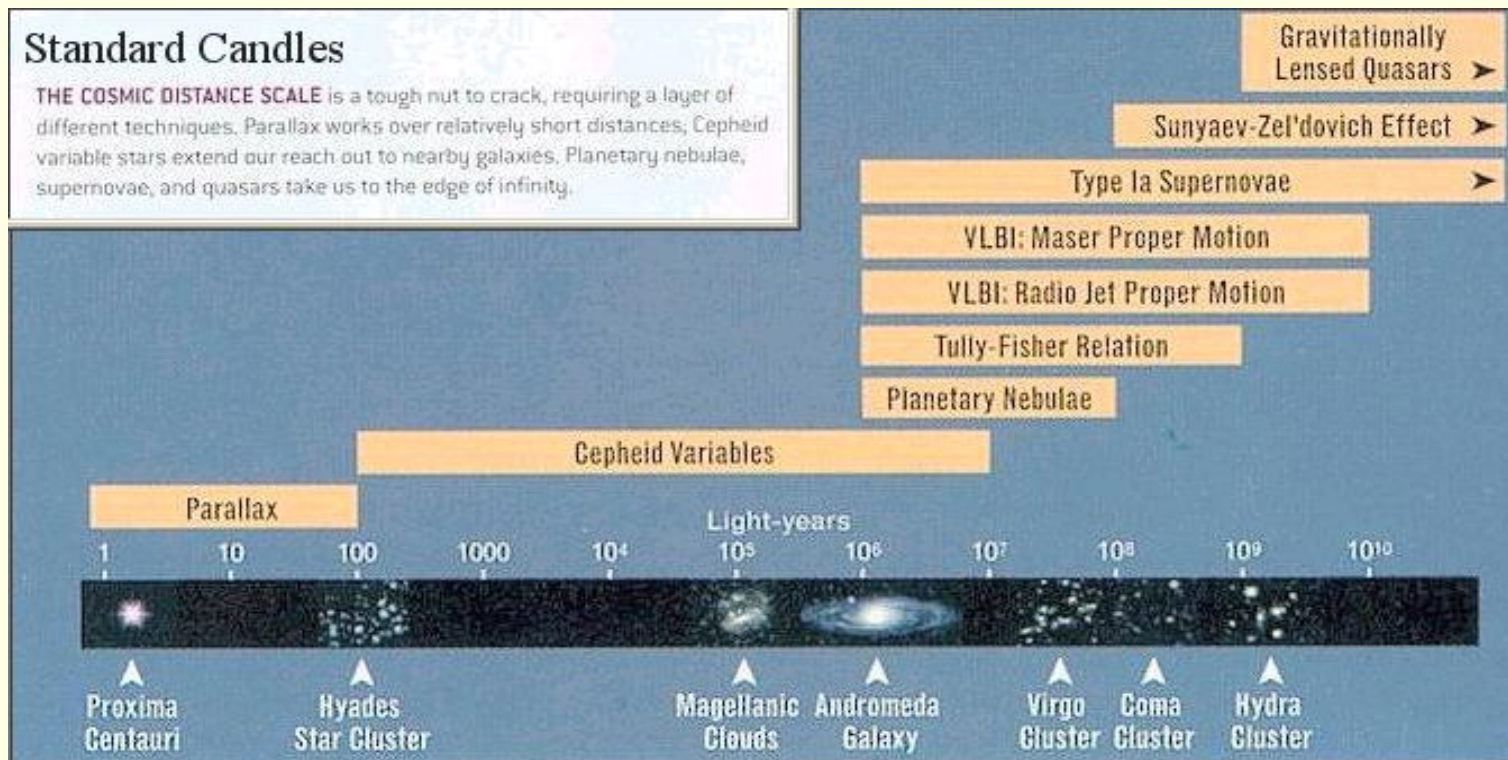 Standard Candles
THE COSMIC DISTANCE SCALE is a tough nut to crack, requiring a layer of
different techniques. Parallax works over relatively short distances; Cepheid
variable stars extend our reach out to nearby galaxies. Planetary nebulae,
supernovae, and quasars take us to the edge of infinity.
Gravitationally
Lensed Quasars ➤
Sunyaev-Zel'dovich Effect ➤
Type Ia Supernovae ➤
VLBI: Maser Proper Motion
VLBI: Radio Jet Proper Motion
Tully-Fisher Relation
Planetary Nebulae
Cepheid Variables
Parallax
Light-years
1 10 100 1000 10⁴ 10⁵ 10⁶ 10⁷ 10⁸ 10⁹ 10¹⁰
Proxima
Centauri
Hyades
Star Cluster
Magellanic
Clouds
Andromeda
Galaxy
Virgo
Cluster
Coma
Cluster
Hydra
Cluster